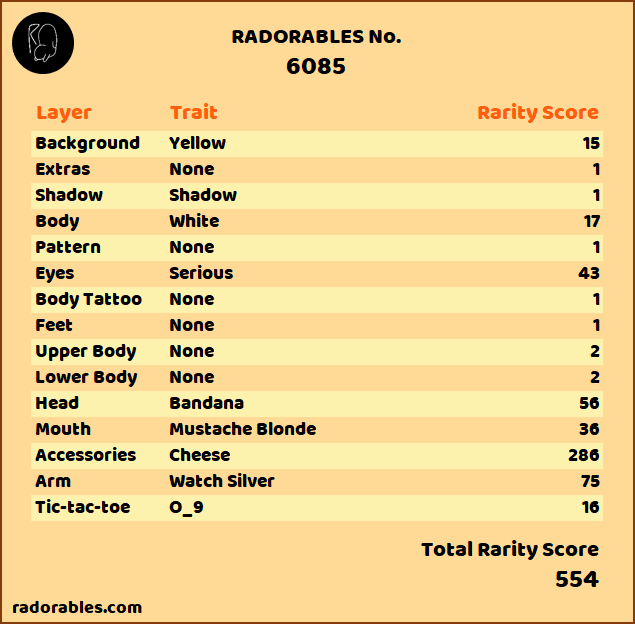 RADORABLES No.
6085
Layer Trait Rarity Score
Background Yellow 15
Extras None 1
Shadow Shadow 1
Body White 17
Pattern None 1
Eyes Serious 43
Body Tattoo None 1
Feet None 1
Upper Body None 2
Lower Body None 2
Head Bandana 56
Mouth Mustache Blonde 36
Accessories Cheese 286
Arm Watch Silver 75
Tic-tac-toe O_9 16
Total Rarity Score
554
radorables.com